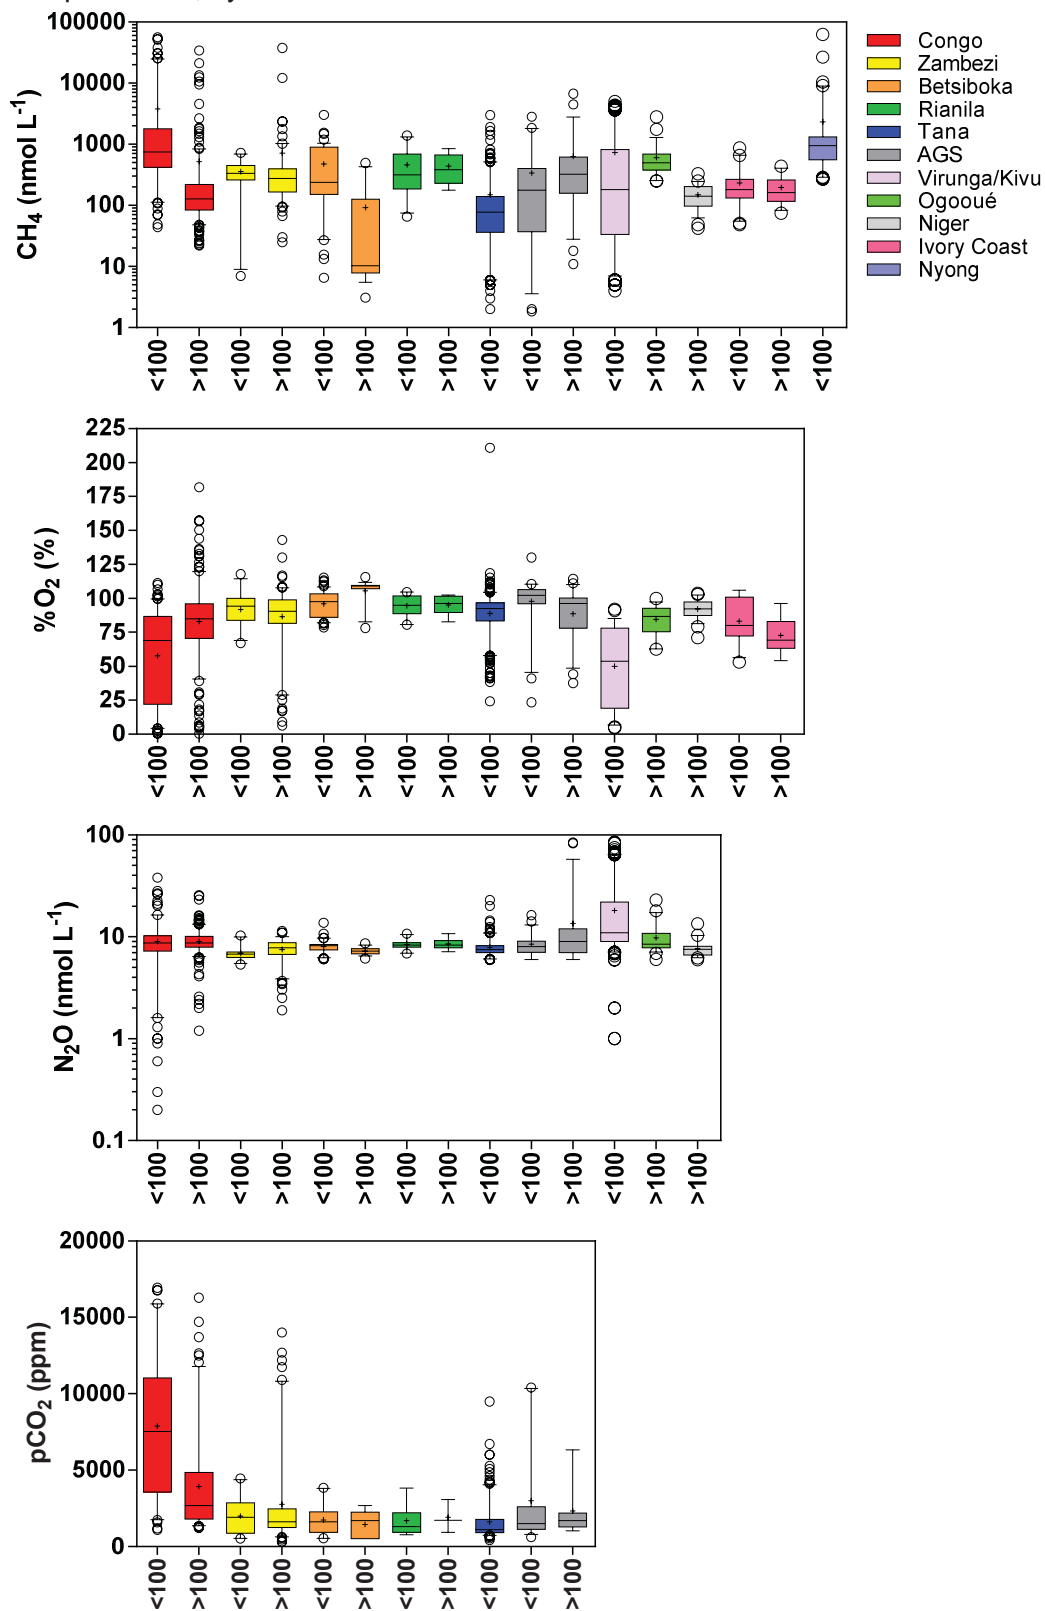 100000
10000
1000
100
10
1
CH4 (nmol L-1)
<100 >100 <100 >100 <100 >100 <100 >100 <100 <100 >100 <100 >100 >100 <100 >100 <100
Congo
Zambezi
Betsiboka
Rianila
Tana
AGS
Virunga/Kivu
Ogooué
Niger
Ivory Coast
Nyong
225
200
175
150
125
100
75
50
25
0
%O2 (%)
<100 >100 <100 >100 <100 >100 <100 >100 <100 <100 >100 <100 >100 >100 <100 >100
100
10
1
0.1
N2O (nmol L-1)
<100 >100 <100 >100 <100 >100 <100 >100 <100 <100 >100 <100 >100 >100
20000
15000
10000
5000
0
pCO2 (ppm)
<100 >100 <100 >100 <100 >100 <100 >100 <100 <100 >100